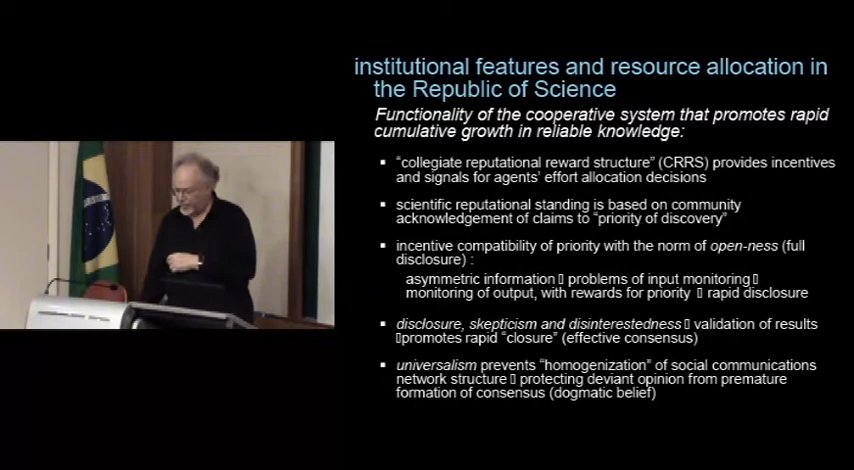 institutional features and resource allocation in
the Republic of Science
Functionality of the cooperative system that promotes rapid
cumulative growth in reliable knowledge:
▪ “collegiate reputational reward structure” (CRRS) provides incentives
and signals for agents’ effort allocation decisions
▪ scientific reputational standing is based on community
acknowledgement of claims to “priority of discovery”
▪ incentive compatibility of priority with the norm of open-ness (full
disclosure) :
asymmetric information ▯ problems of input monitoring ▯
monitoring of output, with rewards for priority ▯ rapid disclosure
▪ disclosure, skepticism and disinterestedness ▯ validation of results
▯promotes rapid “closure” (effective consensus)
▪ universalism prevents “homogenization” of social communications
network structure ▯ protecting deviant opinion from premature
formation of consensus (dogmatic belief)